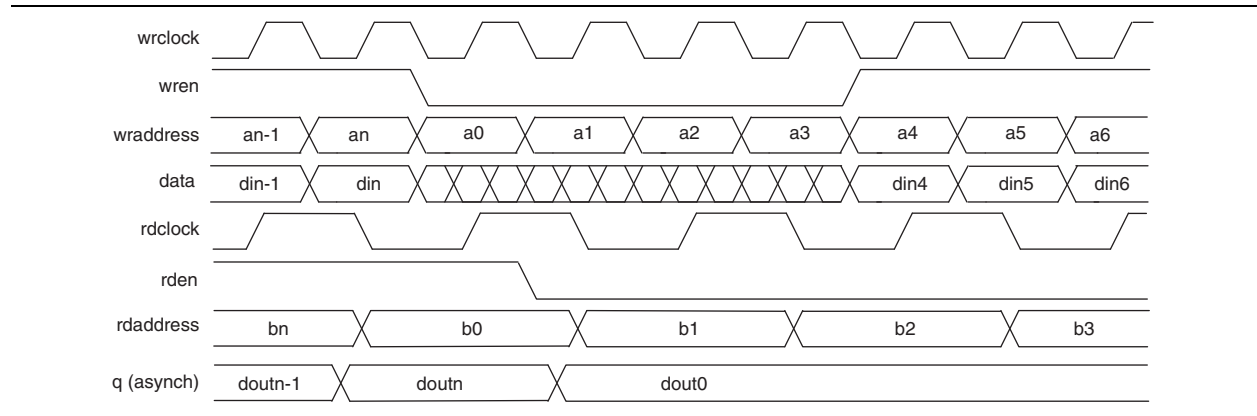 wrclock
wren
wraddress an-1 an a0 a1 a2 a3 a4 a5 a6
data din-1 din din4 din5 din6
rdclock
rden
rdaddress bn b0 b1 b2 b3
q (asynch) doutn-1 doutn dout0